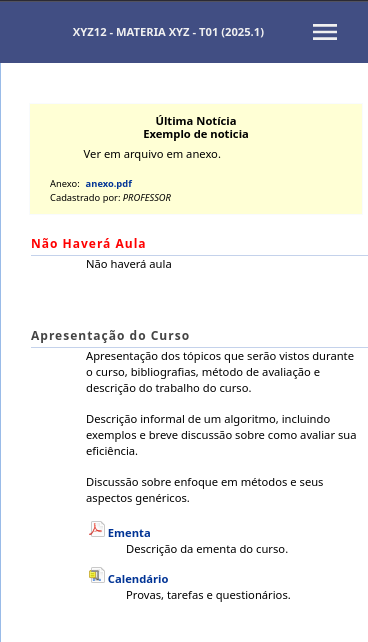 XYZ12 - MATERIA XYZ - T01 (2025.1)
Última Notícia
Exemplo de noticia
Ver em arquivo em anexo.
Anexo: anexo.pdf
Cadastrado por: PROFESSOR
Não Haverá Aula
Não haverá aula
Apresentação do Curso
Apresentação dos tópicos que serão vistos durante
o curso, bibliografias, método de avaliação e
descrição do trabalho do curso.
Descrição informal de um algoritmo, incluindo
exemplos e breve discussão sobre como avaliar sua
eficiência.
Discussão sobre enfoque em métodos e seus
aspectos genéricos.
Ementa
Descrição da ementa do curso.
Calendário
Provas, tarefas e questionários.